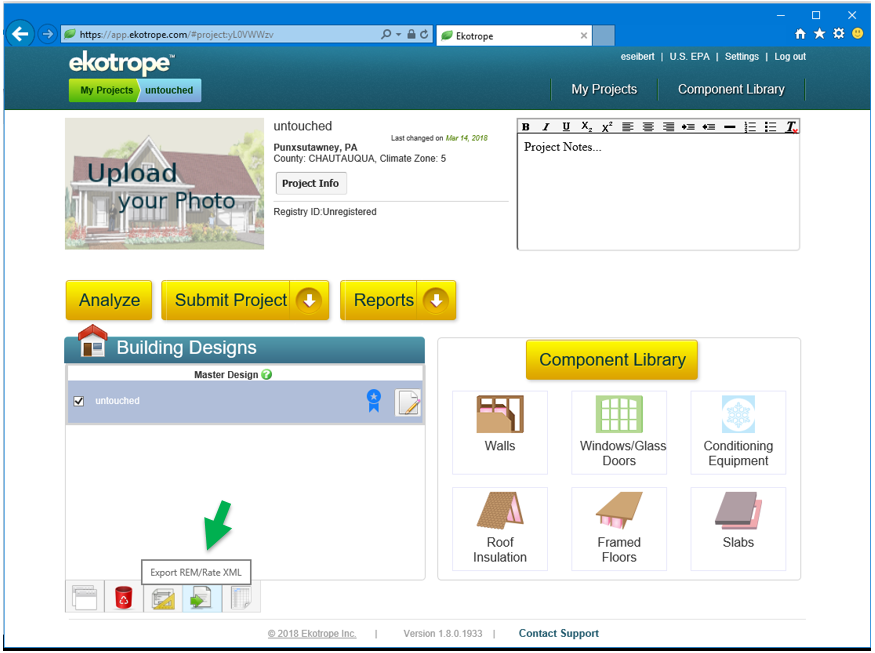 https://app.ekotrope.com/#project:yL0VWWzv
Ekotrope
ekotrope™
eseibert | U.S. EPA | Settings | Log out
My Projects untouched
My Projects Component Library
Upload
your Photo
untouched
Last changed on Mar 14, 2018
Punxsutawney, PA
County: CHAUTAUQUA, Climate Zone: 5
Project Info
Registry ID:Unregistered
B I U X₂ X² T
Project Notes...
Analyze
Submit Project
Reports
Building Designs
Master Design ?
untouched
Export REM/Rate XML
Component Library
Walls
Windows/Glass
Doors
Conditioning
Equipment
Roof
Insulation
Framed
Floors
Slabs
© 2018 Ekotrope Inc. | Version 1.8.0.1933 | Contact Support